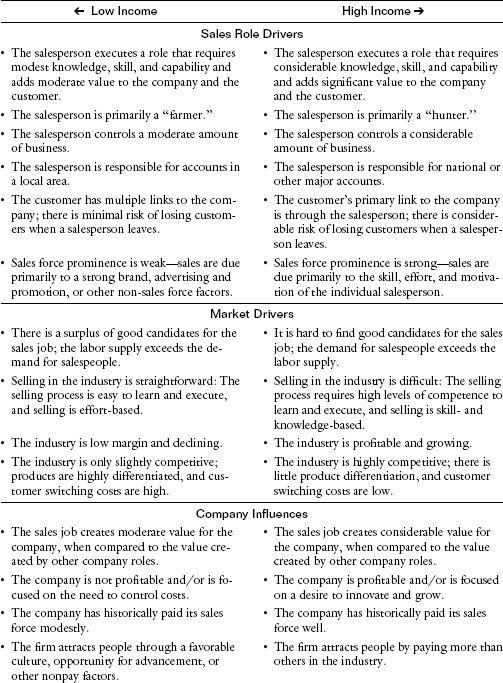 ← Low Income
High Income →
Sales Role Drivers
• The salesperson executes a role that requires
modest knowledge, skill, and capability and
adds moderate value to the company and the
customer.
• The salesperson executes a role that requires
considerable knowledge, skill, and capability
and adds significant value to the company
and the customer.
• The salesperson is primarily a “farmer.”
• The salesperson is primarily a “hunter.’’
• The salesperson controls a moderate amount
of business.
• The salesperson controls a considerable
amount of business.
• The salesperson is responsible for accounts in
a local area.
• The salesperson is responsible for national or
other major accounts.
• The customer has multiple links to the com-
pany; there is minimal risk of losing custom-
ers when a salesperson leaves.
• The customer’s primary link to the company
is through the salesperson; there is consider-
able risk of losing customers when a salesper-
son leaves.
• Sales force prominence is weak—sales are due
primarily to a strong brand, advertising and
promotion, or other non-sales force factors.
• Sales force prominence is strong—sales are
due primarily to the skill, effort, and motiva-
tion of the individual salesperson.
Market Drivers
• There is a surplus of good candidates for the
sales job; the labor supply exceeds the de-
mand for salespeople.
• It is hard to find good candidates for the sales
job; the demand for salespeople exceeds the
labor supply.
• Selling in the industry is straightforward: The
selling process is easy to learn and execute,
and selling is effort-based.
• Selling in the industry is difficult: The selling
process requires high levels of competence to
learn and execute, and selling is skill- and
knowledge-based.
• The industry is low margin and declining.
• The industry is profitable and growing.
• The industry is only slightly competitive;
products are highly differentiated, and cus-
tomer switching costs are high.
• The industry is highly competitive; there is
little product differentiation, and customer
switching costs are low.
Company Influences
• The sales job creates moderate value for the
company, when compared to the value cre-
ated by other company roles.
• The sales job creates considerable value for
the company, when compared to the value
created by other company roles.
• The company is not profitable and/or is fo-
cused on the need to control costs.
• The company is profitable and/or is focused
on a desire to innovate and grow.
• The company has historically paid its sales
force modestly.
• The company has historically paid its sales
force well.
• The firm attracts people through a favorable
culture, opportunity for advancement, or
other nonpay factors.
• The firm attracts people by paying more than
others in the industry.